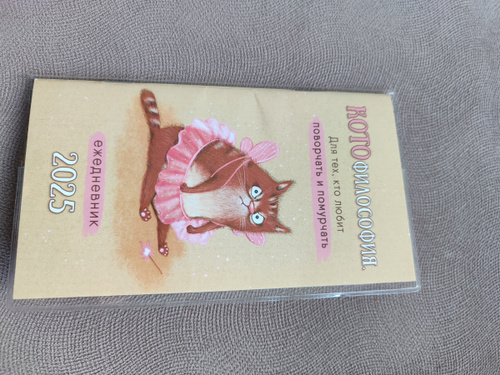 КОТОФИЛОСОФИЯ
Для тех, кто любит
поворчать и помурчать
ежедневник
2025